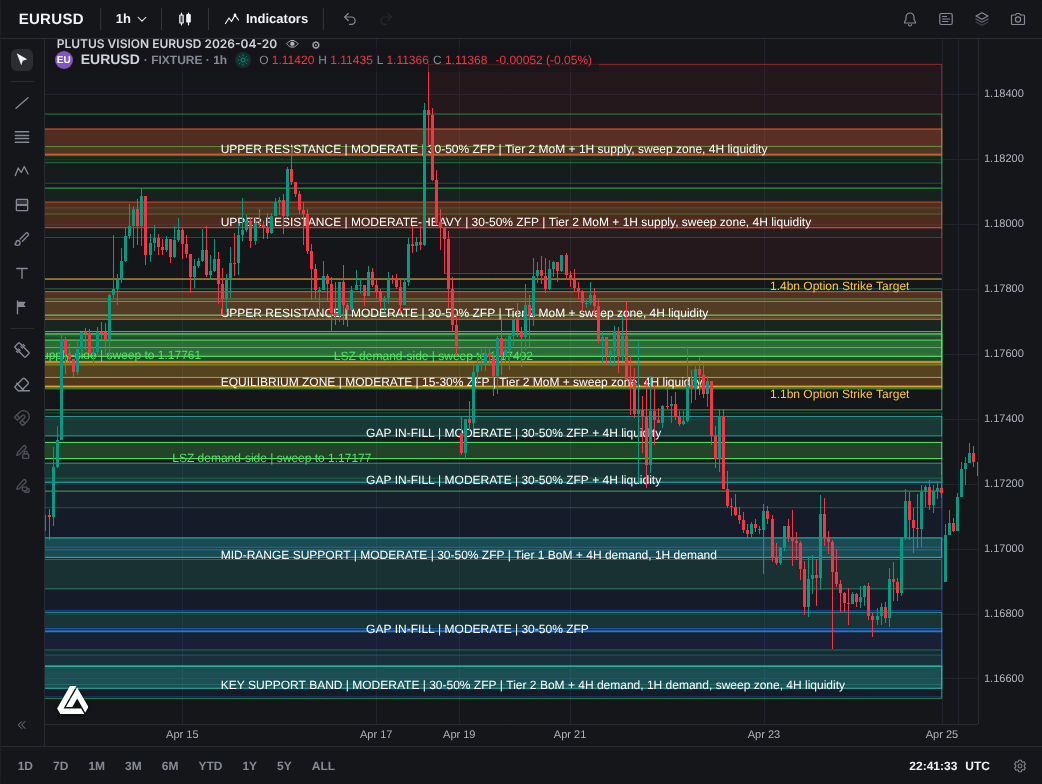 EURUSD 1h Indicators
PLUTUS VISION EURUSD 2026-04-20
EU EURUSD · FIXTURE · 1h O 1.11420 H 1.11435 L 1.11366 C 1.11368 -0.00052 (-0.05%)
1.18400
UPPER RESISTANCE | MODERATE | 30-50% ZFP | Tier 2 MoM + 1H supply, sweep zone, 4H liquidity
1.18200
UPPER RESISTANCE | MODERATE-HEAVY | 30-50% ZFP | Tier 2 MoM + 1H supply, sweep zone, 4H liquidity
1.18000
1.4bn Option Strike Target
1.17800
UPPER RESISTANCE | MODERATE | 30-50% ZFP | Tier 2 MoM + sweep zone, 4H liquidity
1.17600
-side | sweep to 1.17761
LSZ demand-side | sweep to
EQUILIBRIUM ZONE | MODERATE | 15-30% ZFP | Tier 2 MoM + sweep zone, 4H liquidity
1.1bn Option Strike Target
1.17400
GAP IN-FILL | MODERATE | 30-50% ZFP + 4H liquidity
LSZ demand-side | sweep to 1.17177
GAP IN-FILL | MODERATE | 30-50% ZFP + 4H liquidity
1.17200
MID-RANGE SUPPORT | MODERATE | 30-50% ZFP | Tier 1 BoM + 4H demand, 1H demand
1.17000
1.16800
GAP IN-FILL | MODERATE | 30-50% ZFP
KEY SUPPORT BAND | MODERATE | 30-50% ZFP | Tier 2 BoM + 4H demand, 1H demand, sweep zone, 4H liquidity
1.16600
Apr 15 Apr 17 Apr 19 Apr 21 Apr 23 Apr 25
1D 7D 1M 3M 6M YTD 1Y 5Y ALL 22:41:33 UTC